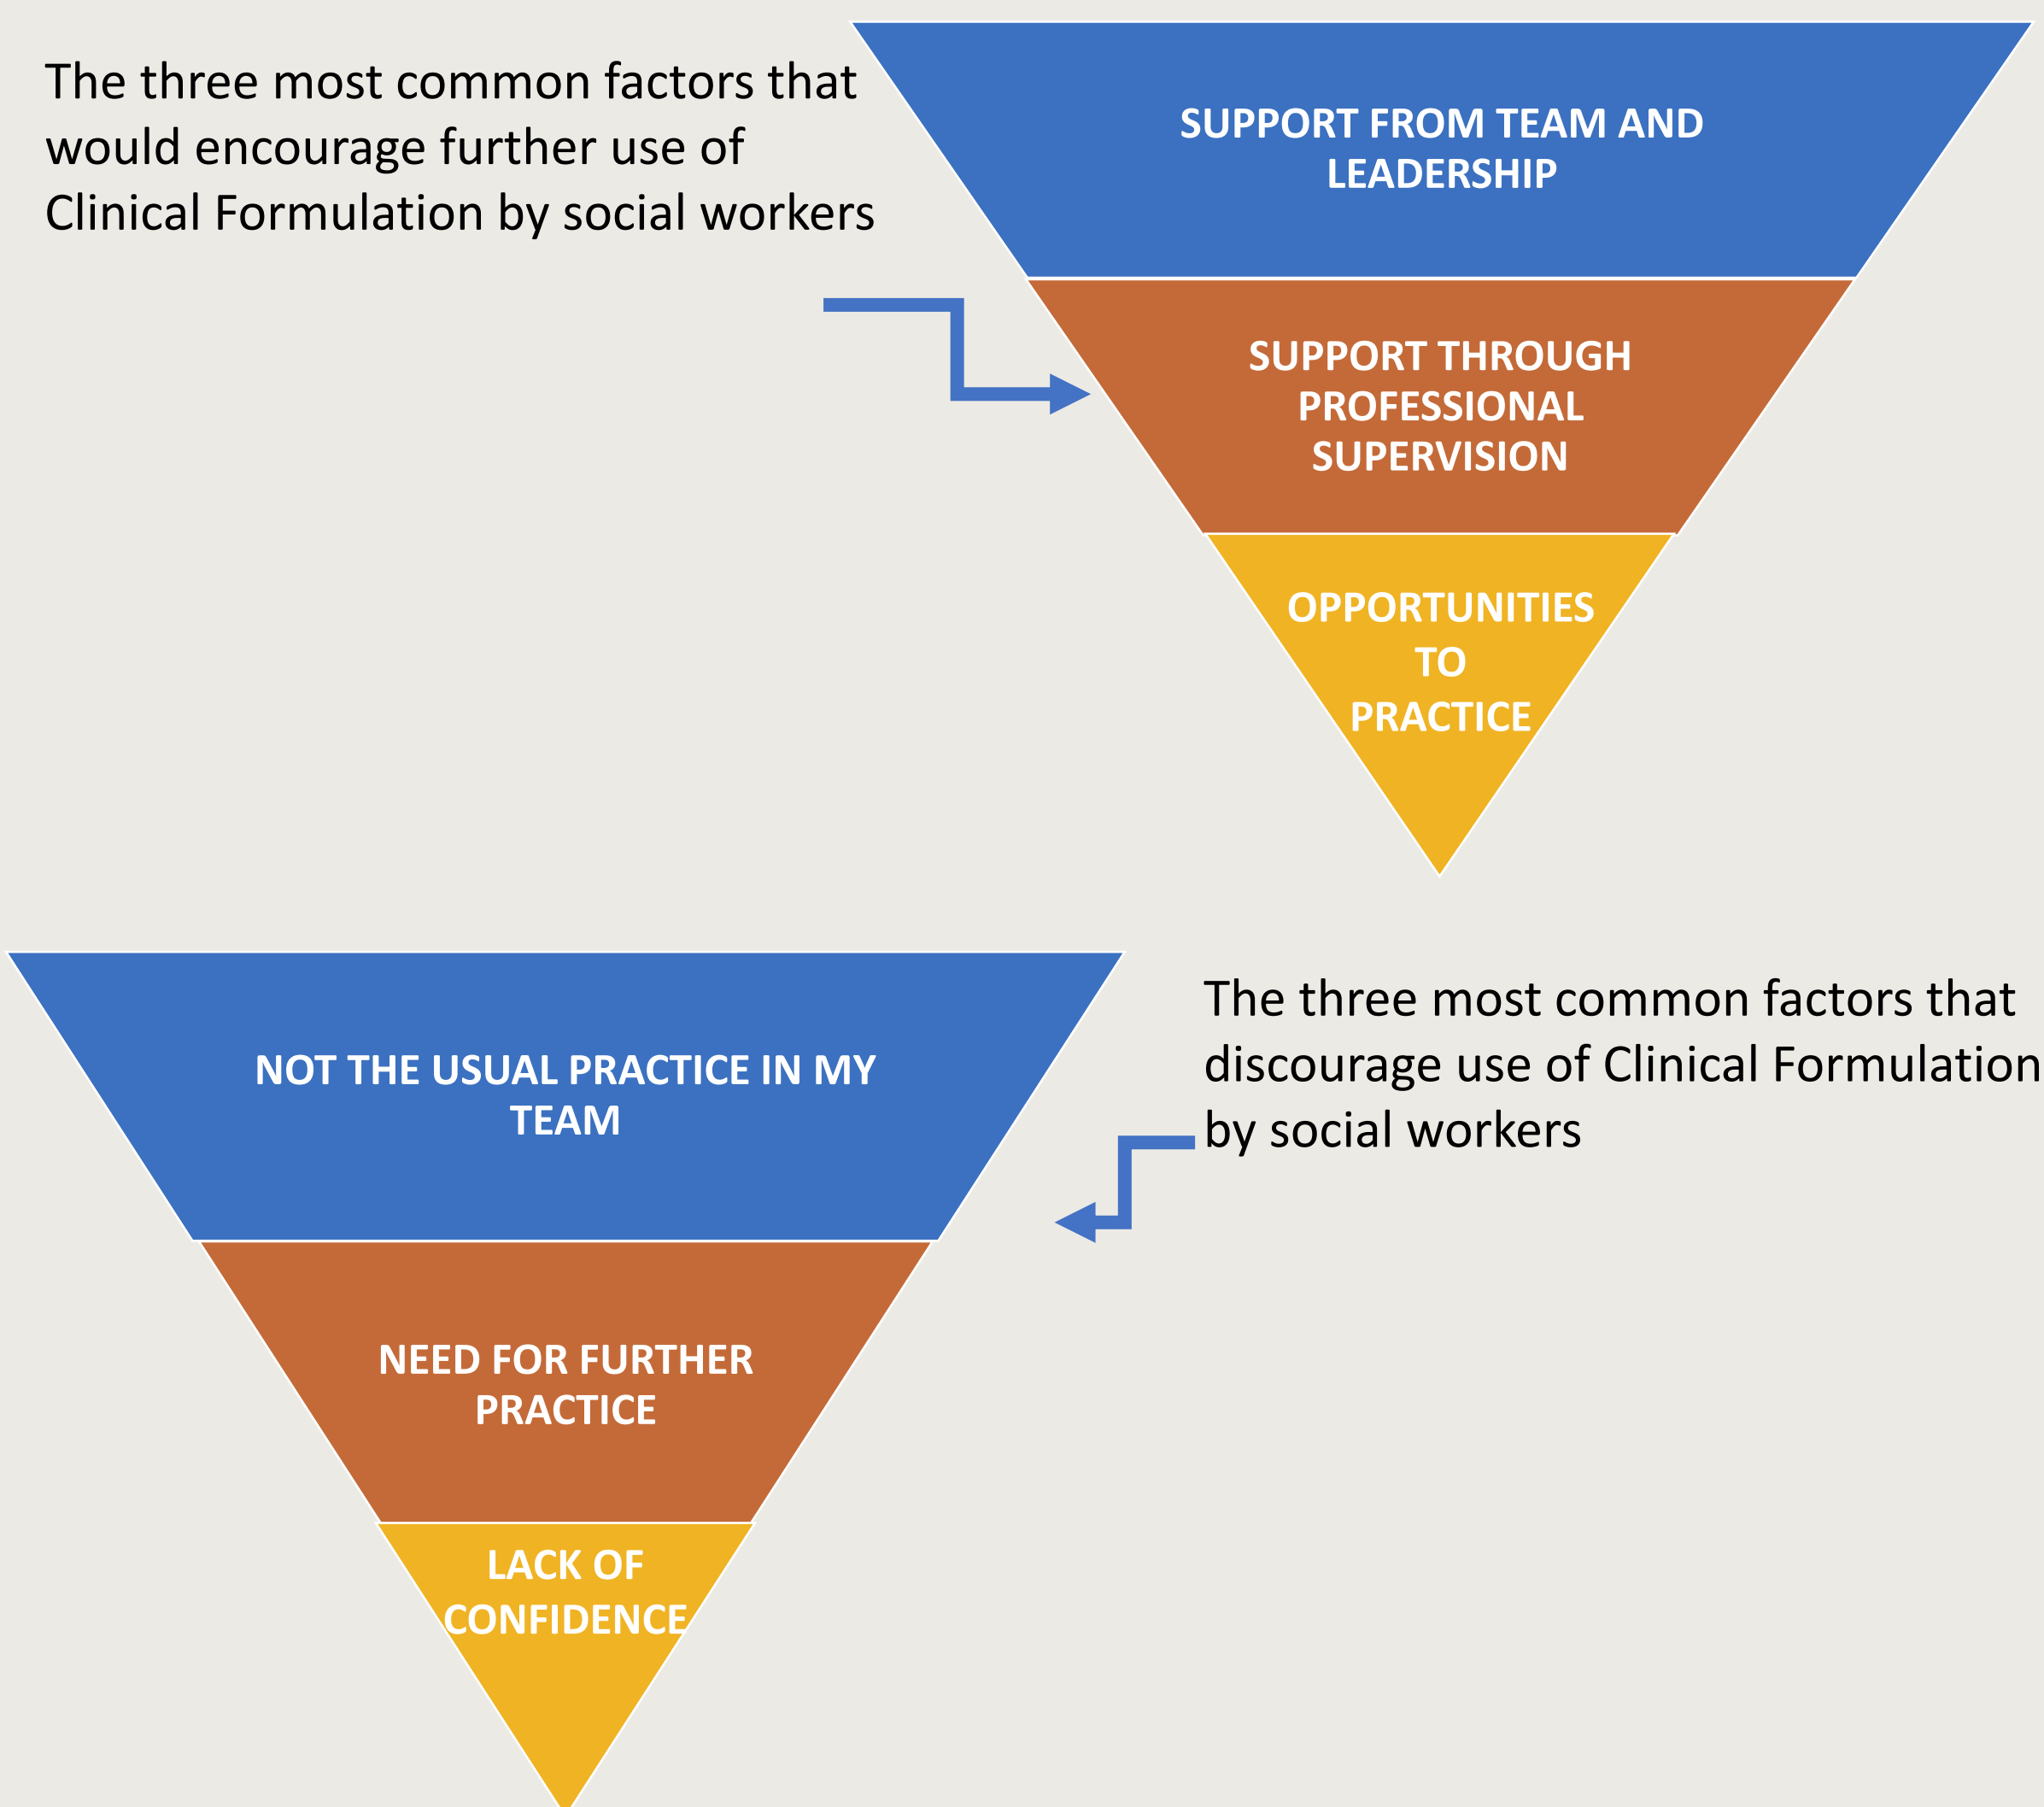 The three most common factors that
would encourage further use of
Clinical Formulation by social workers
SUPPORT FROM TEAM AND
LEADERSHIP
SUPPORT THROUGH
PROFESSIONAL
SUPERVISION
OPPORTUNITIES
TO
PRACTICE
The three most common factors that
discourage use of Clinical Formulation
by social workers
NOT THE USUAL PRACTICE IN MY
TEAM
NEED FOR FURTHER
PRACTICE
LACK OF
CONFIDENCE